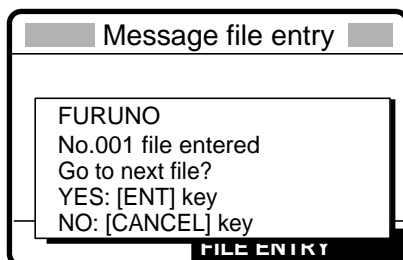 Message file entry
FURUNO
No.001 file entered
Go to next file?
YES: [ENT] key
NO: [CANCEL] key
FILE ENTRY